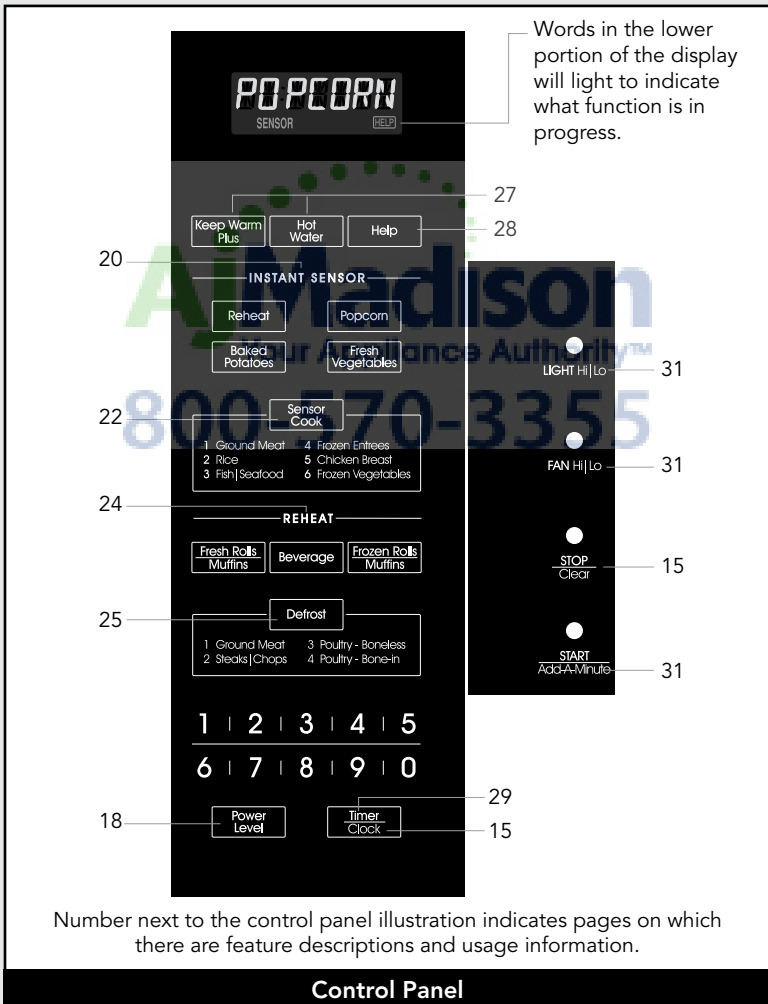 Words in the lower
portion of the display
will light to indicate
what function is in
progress.
POPCORN
SENSOR HELP
27
Keep Warm Plus Hot Water Help
28
20
INSTANT SENSOR
Reheat Popcorn
Baked Potatoes Fresh Vegetables
AjMadison
Your Appliance Authority™
800-570-3355
22
Sensor
Cook
1 Ground Meat 4 Frozen Entrees
2 Rice 5 Chicken Breast
3 Fish|Seafood 6 Frozen Vegetables
24
REHEAT
Fresh Rolls Muffins Beverage Frozen Rolls Muffins
25
Defrost
1 Ground Meat 3 Poultry - Boneless
2 Steaks|Chops 4 Poultry - Bone-in
1 | 2 | 3 | 4 | 5
6 | 7 | 8 | 9 | 0
18
Power
Level
Timer 29
Clock 15
LIGHT Hi|Lo 31
FAN Hi|Lo 31
STOP
Clear 15
START
Add-A-Minute 31
Number next to the control panel illustration indicates pages on which
there are feature descriptions and usage information.
Control Panel